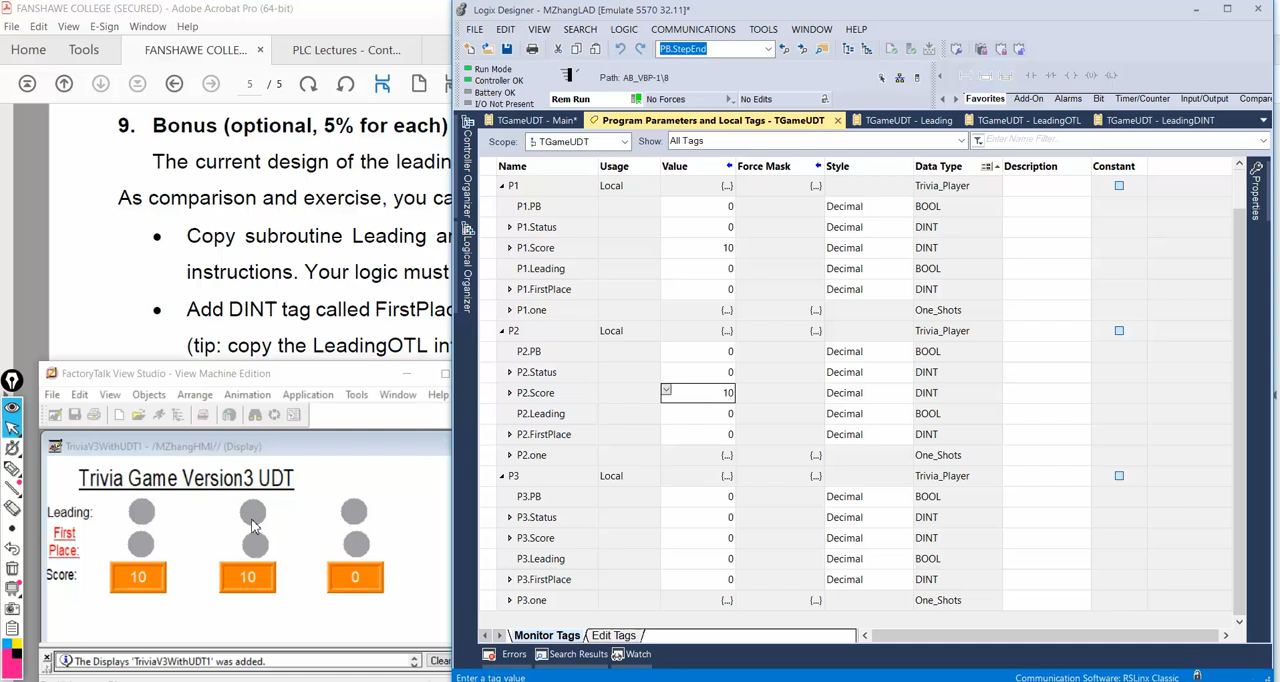 FANSHAWE COLLEGE (SECURED) - Adobe Acrobat Pro (64-bit)
File Edit View E-Sign Window Help
Home Tools FANSHAWE COLLE... × PLC Lectures - Cont...
5 / 5
9. Bonus (optional, 5% for each)
The current design of the leadin
As comparison and exercise, you ca
• Copy subroutine Leading an
instructions. Your logic must
• Add DINT tag called FirstPlac
(tip: copy the LeadingOTL in
FactoryTalk View Studio - View Machine Edition
File Edit View Objects Arrange Animation Application Tools Window Help
TriviaV3WithUDT1 - /MZhangHMI// (Display)
Trivia Game Version3 UDT
Leading:
First
Place:
Score: 10 10 0
The Displays 'TriviaV3WithUDT1' was added. Clear
Logix Designer - MZhangLAD [Emulate 5570 32.11]*
FILE EDIT VIEW SEARCH LOGIC COMMUNICATIONS TOOLS WINDOW HELP
PB.StepEnd
Run Mode
Controller OK
Battery OK
I/O Not Present
Path: AB_VBP-1\8
Rem Run No Forces No Edits
Favorites Add-On Alarms Bit Timer/Counter Input/Output Compare
TGameUDT - Main* Program Parameters and Local Tags - TGameUDT × TGameUDT - Leading TGameUDT - LeadingOTL TGameUDT - LeadingDINT
Scope: TGameUDT Show: All Tags Enter Name Filter...
Name Usage Value Force Mask Style Data Type Description Constant
P1 Local {...} {...} Trivia_Player
P1.PB 0 Decimal BOOL
P1.Status 0 Decimal DINT
P1.Score 10 Decimal DINT
P1.Leading 0 Decimal BOOL
P1.FirstPlace 0 Decimal DINT
P1.one {...} {...} One_Shots
P2 Local {...} {...} Trivia_Player
P2.PB 0 Decimal BOOL
P2.Status 0 Decimal DINT
P2.Score 10 Decimal DINT
P2.Leading 0 Decimal BOOL
P2.FirstPlace 0 Decimal DINT
P2.one {...} {...} One_Shots
P3 Local {...} {...} Trivia_Player
P3.PB 0 Decimal BOOL
P3.Status 0 Decimal DINT
P3.Score 0 Decimal DINT
P3.Leading 0 Decimal BOOL
P3.FirstPlace 0 Decimal DINT
P3.one {...} {...} One_Shots
Monitor Tags Edit Tags
Errors Search Results Watch
Enter a tag value
Communication Software: RSLinx Classic
Controller Organizer
Logical Organizer
Properties